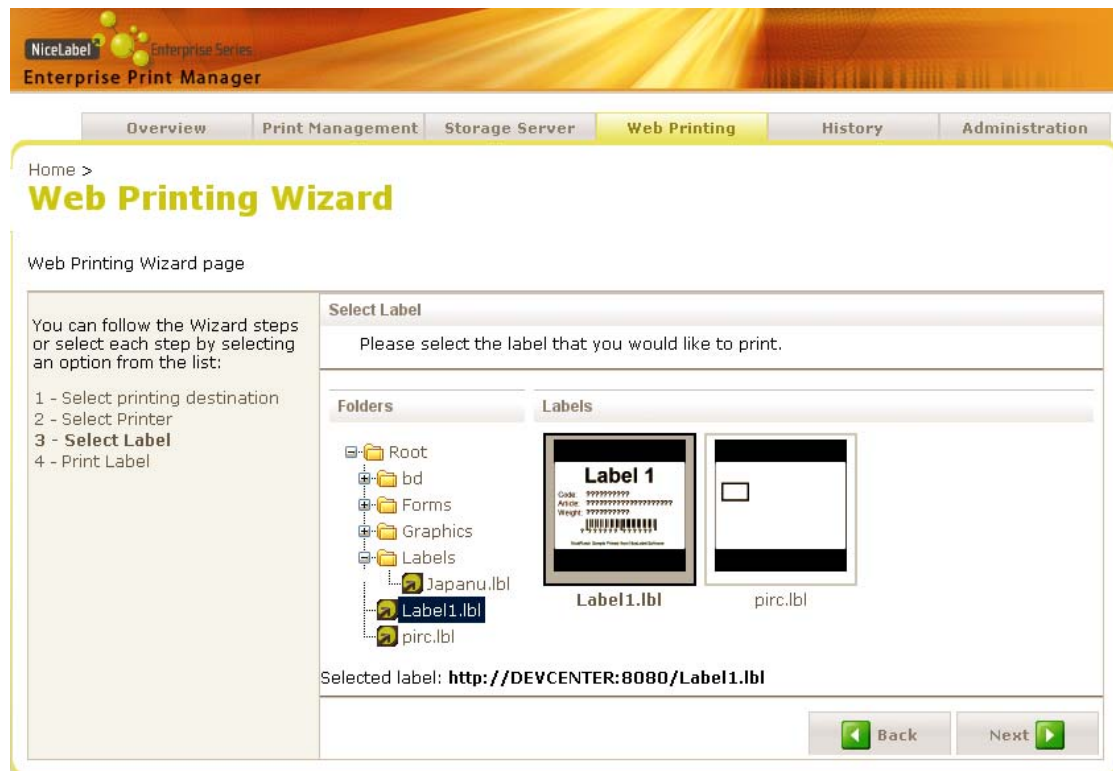 NiceLabel Enterprise Series
Enterprise Print Manager
Overview Print Management Storage Server Web Printing History Administration
Home >
Web Printing Wizard
Web Printing Wizard page
You can follow the Wizard steps
or select each step by selecting
an option from the list:
1 - Select printing destination
2 - Select Printer
3 - Select Label
4 - Print Label
Select Label
Please select the label that you would like to print.
Folders
Root
bd
Forms
Graphics
Labels
Japanu.lbl
Label1.lbl
pirc.lbl
Labels
Label 1
Code: ??????????
Article: ????????????????????
Weight: ??????????
Label1.lbl
pirc.lbl
Selected label: http://DEVCENTER:8080/Label1.lbl
Back Next